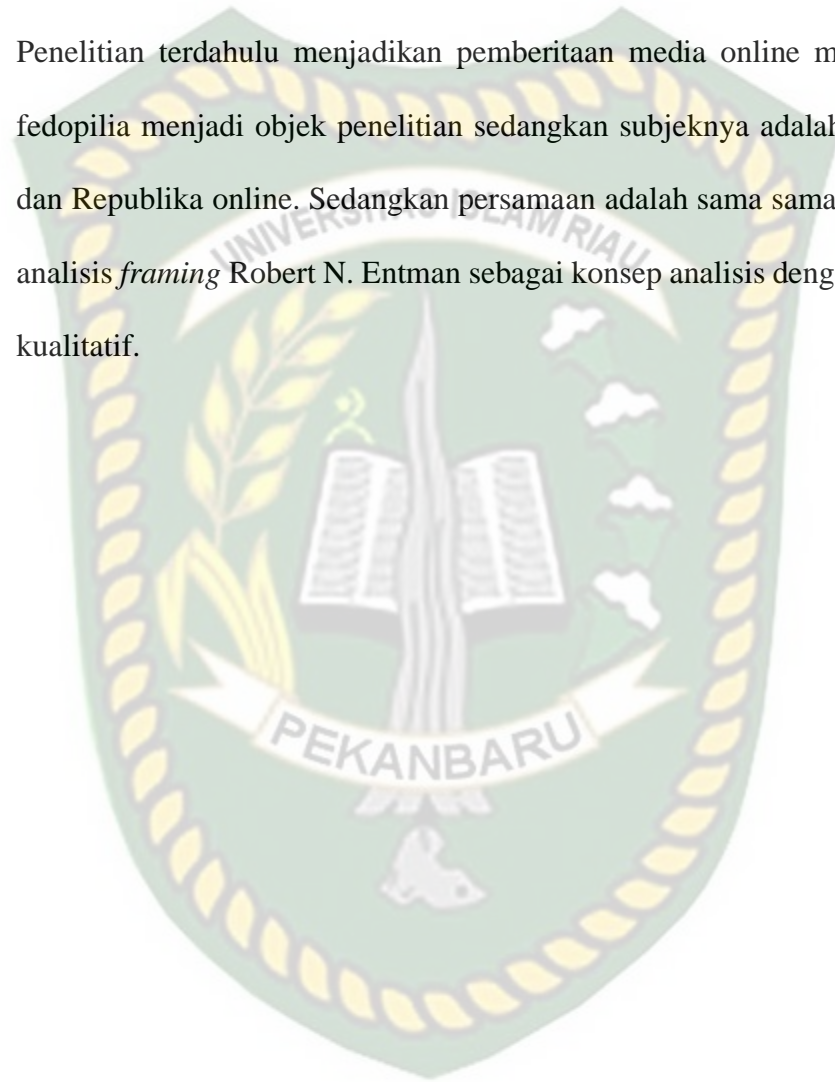 Penelitian terdahulu menjadikan pemberitaan media online m
fedopilia menjadi objek penelitian sedangkan subjeknya adalah
dan Republika online. Sedangkan persamaan adalah sama sama
analisis framing Robert N. Entman sebagai konsep analisis deng
kualitatif.
UNIVERSITAS ISLAM RIAU
PEKANBARU